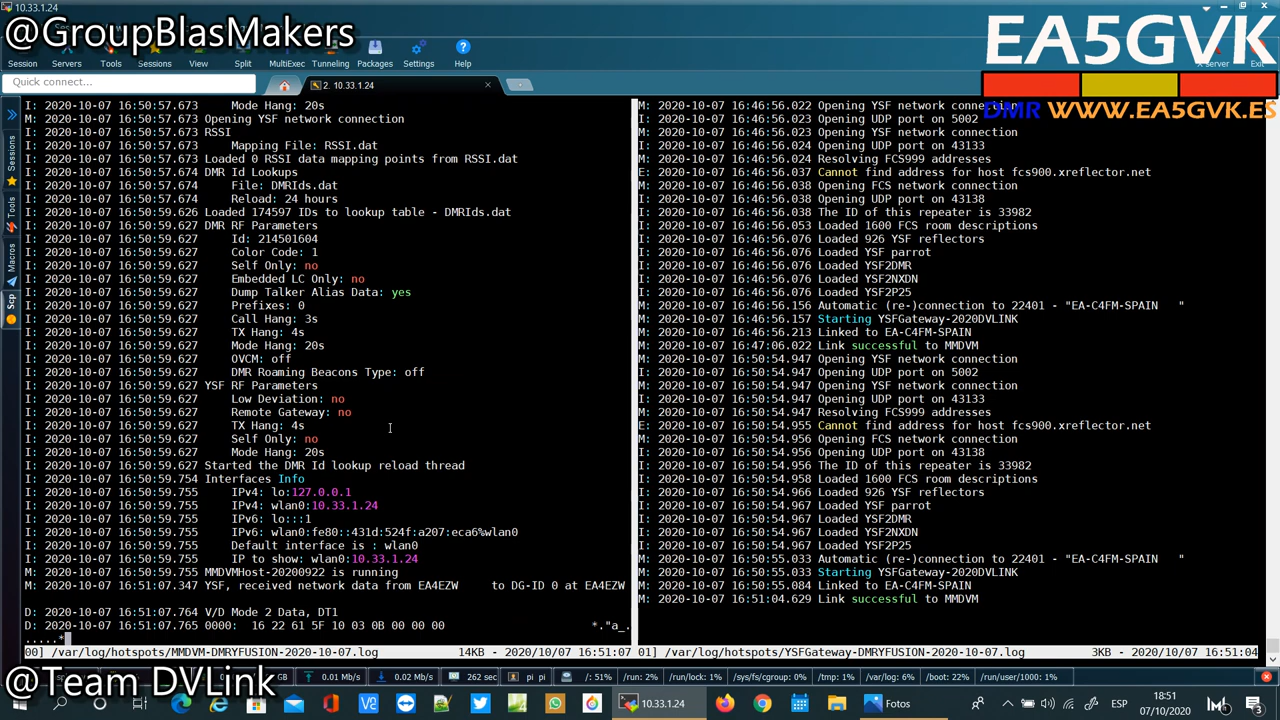 10.33.1.24
@GroupBlasMakers
EA5GVK
DMR WWW.EA5GVK.ES
Session Servers Tools Sessions View Split MultiExec Tunneling Packages Settings Help
X server Exit
Quick connect...
2. 10.33.1.24
Sessions
Tools
Macros
Scp
I: 2020-10-07 16:50:57.673 Mode Hang: 20s
M: 2020-10-07 16:50:57.673 Opening YSF network connection
I: 2020-10-07 16:50:57.673 RSSI
I: 2020-10-07 16:50:57.673 Mapping File: RSSI.dat
I: 2020-10-07 16:50:57.673 Loaded 0 RSSI data mapping points from RSSI.dat
I: 2020-10-07 16:50:57.674 DMR Id Lookups
I: 2020-10-07 16:50:57.674 File: DMRIds.dat
I: 2020-10-07 16:50:57.674 Reload: 24 hours
I: 2020-10-07 16:50:59.626 Loaded 174597 IDs to lookup table - DMRIds.dat
I: 2020-10-07 16:50:59.627 DMR RF Parameters
I: 2020-10-07 16:50:59.627 Id: 214501604
I: 2020-10-07 16:50:59.627 Color Code: 1
I: 2020-10-07 16:50:59.627 Self Only: no
I: 2020-10-07 16:50:59.627 Embedded LC Only: no
I: 2020-10-07 16:50:59.627 Dump Talker Alias Data: yes
I: 2020-10-07 16:50:59.627 Prefixes: 0
I: 2020-10-07 16:50:59.627 Call Hang: 3s
I: 2020-10-07 16:50:59.627 TX Hang: 4s
I: 2020-10-07 16:50:59.627 Mode Hang: 20s
I: 2020-10-07 16:50:59.627 OVCM: off
I: 2020-10-07 16:50:59.627 DMR Roaming Beacons Type: off
I: 2020-10-07 16:50:59.627 YSF RF Parameters
I: 2020-10-07 16:50:59.627 Low Deviation: no
I: 2020-10-07 16:50:59.627 Remote Gateway: no
I: 2020-10-07 16:50:59.627 TX Hang: 4s
I: 2020-10-07 16:50:59.627 Self Only: no
I: 2020-10-07 16:50:59.627 Mode Hang: 20s
I: 2020-10-07 16:50:59.627 Started the DMR Id lookup reload thread
I: 2020-10-07 16:50:59.754 Interfaces Info
I: 2020-10-07 16:50:59.755 IPv4: lo:127.0.0.1
I: 2020-10-07 16:50:59.755 IPv4: wlan0:10.33.1.24
I: 2020-10-07 16:50:59.755 IPv6: lo:::1
I: 2020-10-07 16:50:59.755 IPv6: wlan0:fe80::431d:524f:a207:eca6%wlan0
I: 2020-10-07 16:50:59.755 Default interface is : wlan0
I: 2020-10-07 16:50:59.755 IP to show: wlan0:10.33.1.24
M: 2020-10-07 16:50:59.755 MMDVMHost-20200922 is running
M: 2020-10-07 16:51:07.347 YSF, received network data from EA4EZW to DG-ID 0 at EA4EZW
D: 2020-10-07 16:51:07.764 V/D Mode 2 Data, DT1
D: 2020-10-07 16:51:07.765 0000: 16 22 61 5F 10 03 0B 00 00 00 *."a_.
.....*
00] /var/log/hotspots/MMDVM-DMRYFUSION-2020-10-07.log 14KB - 2020/10/07 16:51:07
M: 2020-10-07 16:46:56.022 Opening YSF network connection
I: 2020-10-07 16:46:56.023 Opening UDP port on 5002
M: 2020-10-07 16:46:56.023 Opening YSF network connection
I: 2020-10-07 16:46:56.024 Opening UDP port on 43133
M: 2020-10-07 16:46:56.024 Resolving FCS999 addresses
E: 2020-10-07 16:46:56.037 Cannot find address for host fcs900.xreflector.net
M: 2020-10-07 16:46:56.038 Opening FCS network connection
I: 2020-10-07 16:46:56.038 Opening UDP port on 43138
I: 2020-10-07 16:46:56.038 The ID of this repeater is 33982
I: 2020-10-07 16:46:56.053 Loaded 1600 FCS room descriptions
I: 2020-10-07 16:46:56.076 Loaded 926 YSF reflectors
I: 2020-10-07 16:46:56.076 Loaded YSF parrot
I: 2020-10-07 16:46:56.076 Loaded YSF2DMR
I: 2020-10-07 16:46:56.076 Loaded YSF2NXDN
I: 2020-10-07 16:46:56.076 Loaded YSF2P25
M: 2020-10-07 16:46:56.156 Automatic (re-)connection to 22401 - "EA-C4FM-SPAIN "
I: 2020-10-07 16:46:56.157 Starting YSFGateway-2020DVLINK
M: 2020-10-07 16:46:56.213 Linked to EA-C4FM-SPAIN
M: 2020-10-07 16:47:06.022 Link successful to MMDVM
M: 2020-10-07 16:50:54.947 Opening YSF network connection
I: 2020-10-07 16:50:54.947 Opening UDP port on 5002
M: 2020-10-07 16:50:54.947 Opening YSF network connection
I: 2020-10-07 16:50:54.947 Opening UDP port on 43133
M: 2020-10-07 16:50:54.947 Resolving FCS999 addresses
E: 2020-10-07 16:50:54.955 Cannot find address for host fcs900.xreflector.net
M: 2020-10-07 16:50:54.956 Opening FCS network connection
I: 2020-10-07 16:50:54.956 Opening UDP port on 43138
I: 2020-10-07 16:50:54.956 The ID of this repeater is 33982
I: 2020-10-07 16:50:54.958 Loaded 1600 FCS room descriptions
I: 2020-10-07 16:50:54.966 Loaded 926 YSF reflectors
I: 2020-10-07 16:50:54.967 Loaded YSF parrot
I: 2020-10-07 16:50:54.967 Loaded YSF2DMR
I: 2020-10-07 16:50:54.967 Loaded YSF2NXDN
I: 2020-10-07 16:50:54.967 Loaded YSF2P25
M: 2020-10-07 16:50:55.033 Automatic (re-)connection to 22401 - "EA-C4FM-SPAIN "
I: 2020-10-07 16:50:55.033 Starting YSFGateway-2020DVLINK
M: 2020-10-07 16:50:55.084 Linked to EA-C4FM-SPAIN
M: 2020-10-07 16:51:04.629 Link successful to MMDVM
01] /var/log/hotspots/YSFGateway-DMRYFUSION-2020-10-07.log 3KB - 2020/10/07 16:51:04
@Team DVLink
0.01 Mb/s 0.02 Mb/s 262 sec pi pi /: 51% /run: 2% /run/lock: 1% /sys/fs/cgroup: 0% /tmp: 1% /var/log: 6% /boot: 22% /run/user/1000: 1%
10.33.1.24
Fotos
ESP
18:51
07/10/2020
3